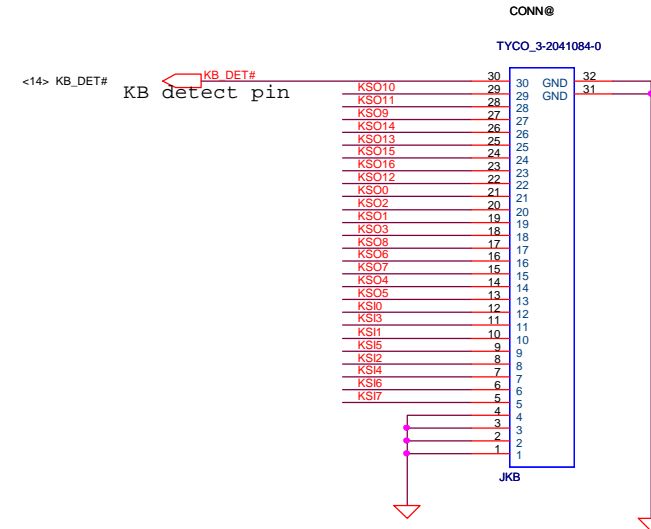 CONN@
TYCO_3-2041084-0
<14> KB_DET#
KB_DET#
KB detect pin
30 30 GND 32
KSO10 29 29 GND 31
KSO11 28 28
KSO9 27 27
KSO14 26 26
KSO13 25 25
KSO15 24 24
KSO16 23 23
KSO12 22 22
KSO0 21 21
KSO2 20 20
KSO1 19 19
KSO3 18 18
KSO8 17 17
KSO6 16 16
KSO7 15 15
KSO4 14 14
KSO5 13 13
KSI0 12 12
KSI3 11 11
KSI1 10 10
KSI5 9 9
KSI2 8 8
KSI4 7 7
KSI6 6 6
KSI7 5 5
4 4
3 3
2 2
1 1
JKB